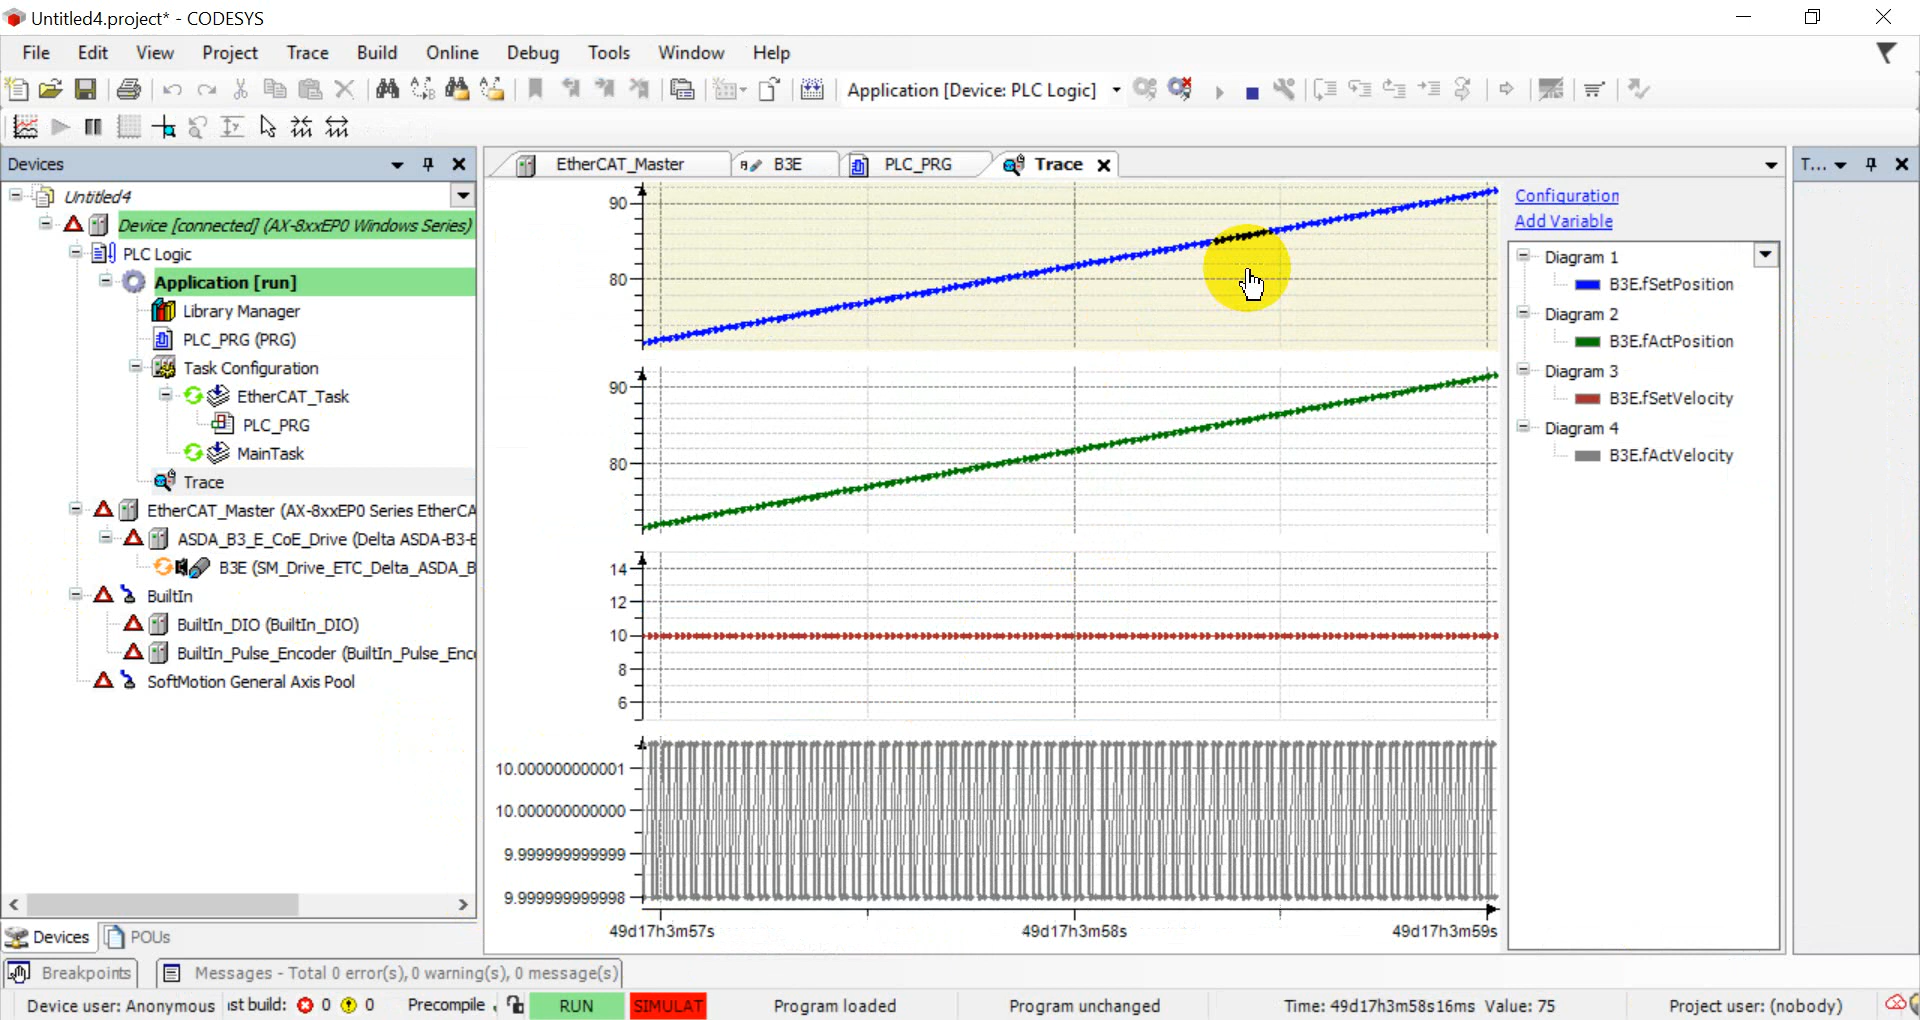 Untitled4.project* - CODESYS
File Edit View Project Trace Build Online Debug Tools Window Help
Application [Device: PLC Logic]
Devices
EtherCAT_Master B3E PLC_PRG Trace
T...
Untitled4
Device [connected] (AX-8xxEP0 Windows Series)
PLC Logic
Application [run]
Library Manager
PLC_PRG (PRG)
Task Configuration
EtherCAT_Task
PLC_PRG
MainTask
Trace
EtherCAT_Master (AX-8xxEP0 Series EtherCA
ASDA_B3_E_CoE_Drive (Delta ASDA-B3-E
B3E (SM_Drive_ETC_Delta_ASDA_B
BuiltIn
BuiltIn_DIO (BuiltIn_DIO)
BuiltIn_Pulse_Encoder (BuiltIn_Pulse_Enc
SoftMotion General Axis Pool
Devices POUs
90
80
90
80
14
12
10
8
6
10.000000000001
10.000000000000
9.999999999999
9.999999999998
49d17h3m57s 49d17h3m58s 49d17h3m59s
Configuration
Add Variable
Diagram 1
B3E.fSetPosition
Diagram 2
B3E.fActPosition
Diagram 3
B3E.fSetVelocity
Diagram 4
B3E.fActVelocity
Breakpoints Messages - Total 0 error(s), 0 warning(s), 0 message(s)
Device user: Anonymous ast build: 0 0 Precompile RUN SIMULAT Program loaded Program unchanged Time: 49d17h3m58s16ms Value: 75 Project user: (nobody)